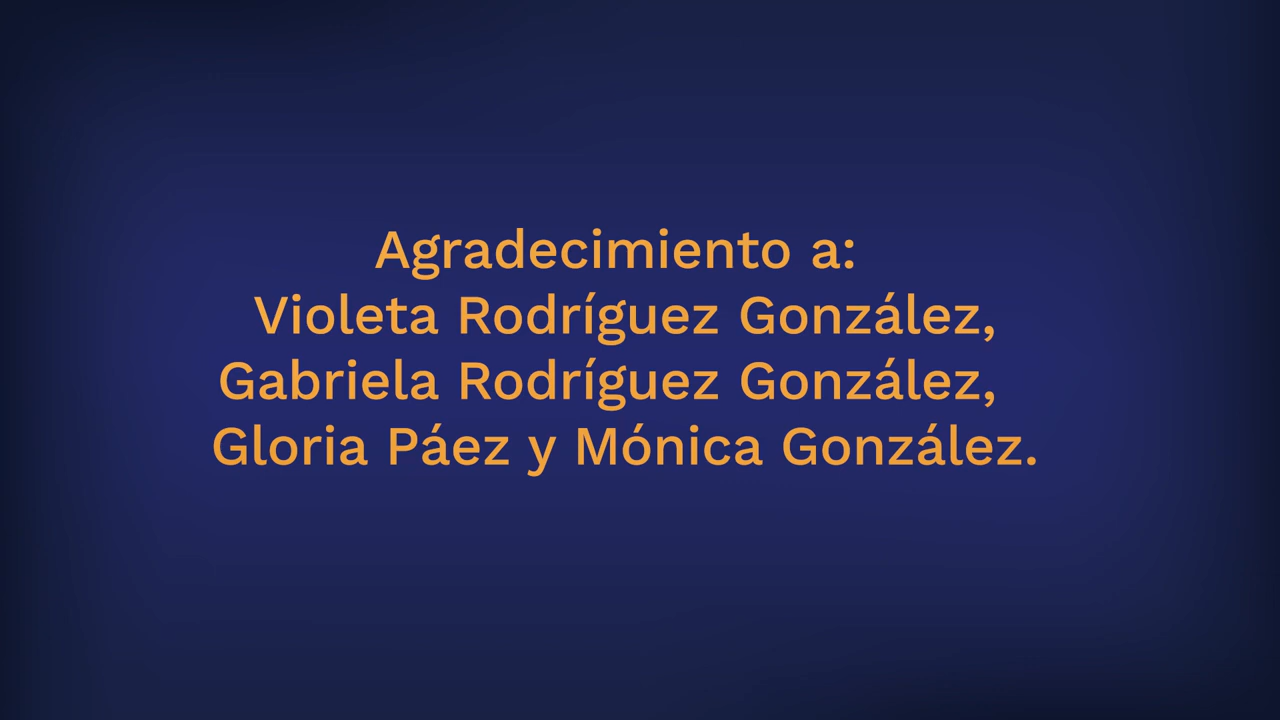 Agradecimiento a:
Violeta Rodríguez González,
Gabriela Rodríguez González,
Gloria Páez y Mónica González.